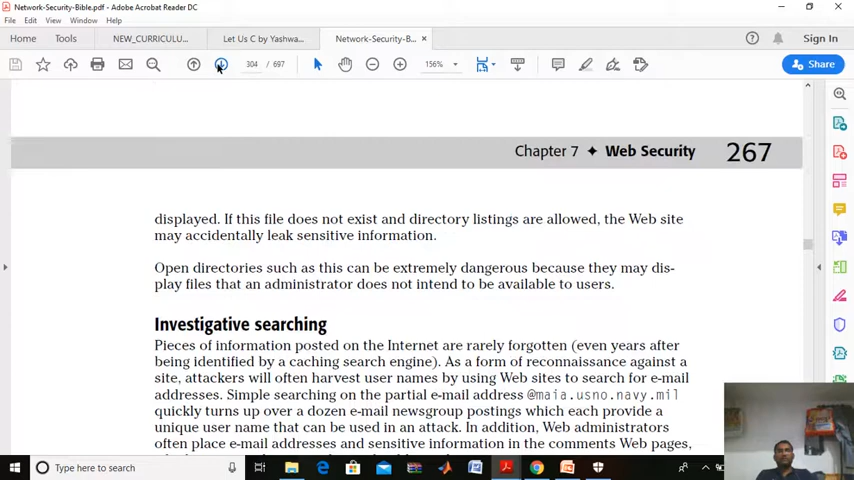 Network-Security-Bible.pdf - Adobe Acrobat Reader DC
File Edit View Window Help
Home Tools NEW_CURRICULU... Let Us C by Yashwa... Network-Security-B... × Sign In
304 / 697 156% Share
Chapter 7 ✦ Web Security 267
displayed. If this file does not exist and directory listings are allowed, the Web site
may accidentally leak sensitive information.
Open directories such as this can be extremely dangerous because they may dis-
play files that an administrator does not intend to be available to users.
Investigative searching
Pieces of information posted on the Internet are rarely forgotten (even years after
being identified by a caching search engine). As a form of reconnaissance against a
site, attackers will often harvest user names by using Web sites to search for e-mail
addresses. Simple searching on the partial e-mail address @maia.usno.navy.mil
quickly turns up over a dozen e-mail newsgroup postings which each provide a
unique user name that can be used in an attack. In addition, Web administrators
often place e-mail addresses and sensitive information in the comments Web pages,
Type here to search